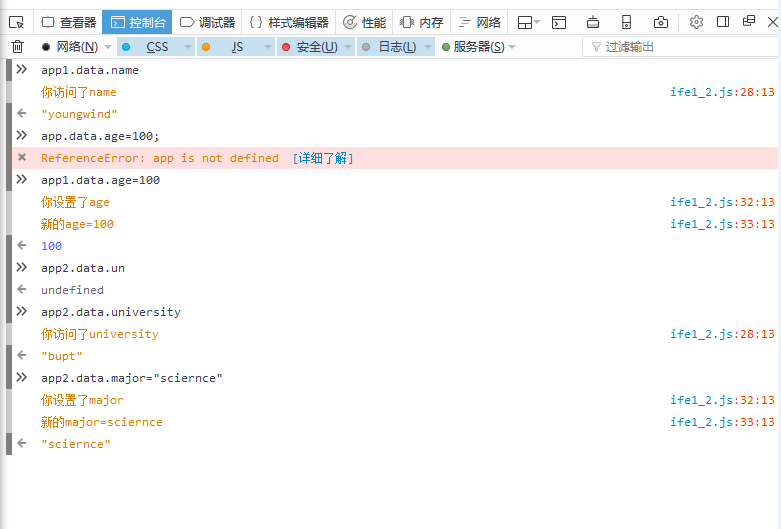 查看器 控制台 调试器 { } 样式编辑器 性能 内存 网络
网络(N) CSS JS 安全(U) 日志(L) 服务器(S) 过滤输出
app1.data.name
你访问了name ife1_2.js:28:13
"youngwind"
app.data.age=100;
ReferenceError: app is not defined [详细了解]
app1.data.age=100
你设置了age ife1_2.js:32:13
新的age=100 ife1_2.js:33:13
100
app2.data.un
undefined
app2.data.university
你访问了university ife1_2.js:28:13
"bupt"
app2.data.major="sciernce"
你设置了major ife1_2.js:32:13
新的major=sciernce ife1_2.js:33:13
"sciernce"